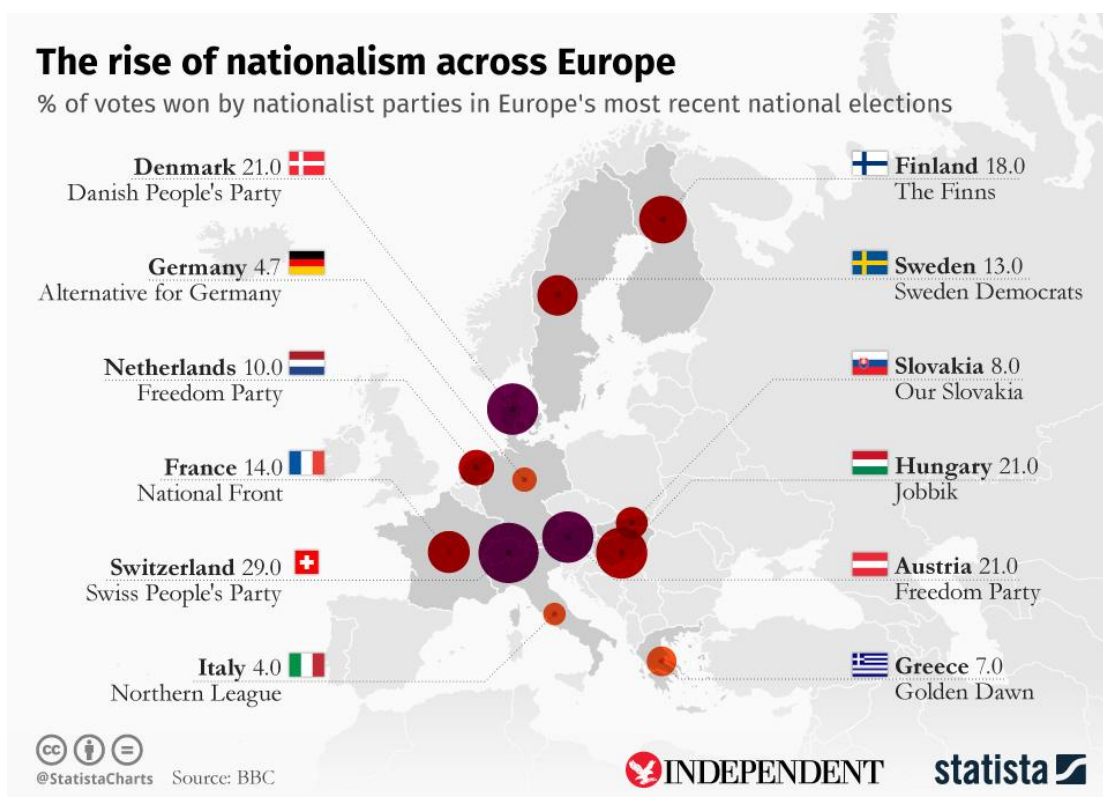 The rise of nationalism across Europe
% of votes won by nationalist parties in Europe's most recent national elections
Denmark 21.0
Danish People's Party
Germany 4.7
Alternative for Germany
Netherlands 10.0
Freedom Party
France 14.0
National Front
Switzerland 29.0
Swiss People's Party
Italy 4.0
Northern League
Finland 18.0
The Finns
Sweden 13.0
Sweden Democrats
Slovakia 8.0
Our Slovakia
Hungary 21.0
Jobbik
Austria 21.0
Freedom Party
Greece 7.0
Golden Dawn
cc
@StatistaCharts Source: BBC
INDEPENDENT
statista